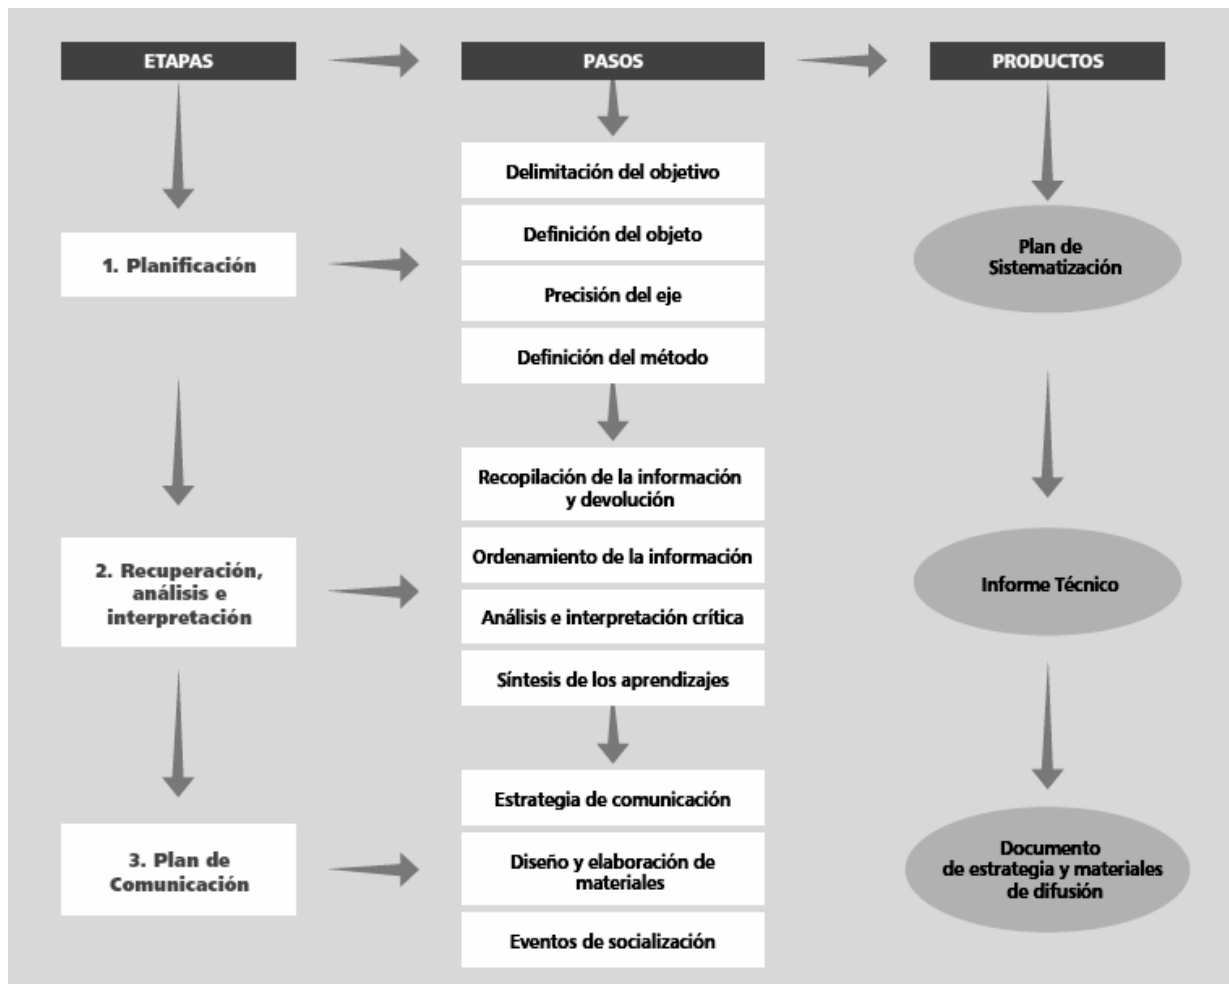 ETAPAS
PASOS
PRODUCTOS
1. Planificación
Delimitación del objetivo
Definición del objeto
Precisión del eje
Definición del método
Plan de
Sistematización
2. Recuperación,
análisis e
interpretación
Recopilación de la información
y devolución
Ordenamiento de la información
Análisis e interpretación crítica
Síntesis de los aprendizajes
Informe Técnico
3. Plan de
Comunicación
Estrategia de comunicación
Diseño y elaboración de
materiales
Eventos de socialización
Documento
de estrategia y materiales
de difusión